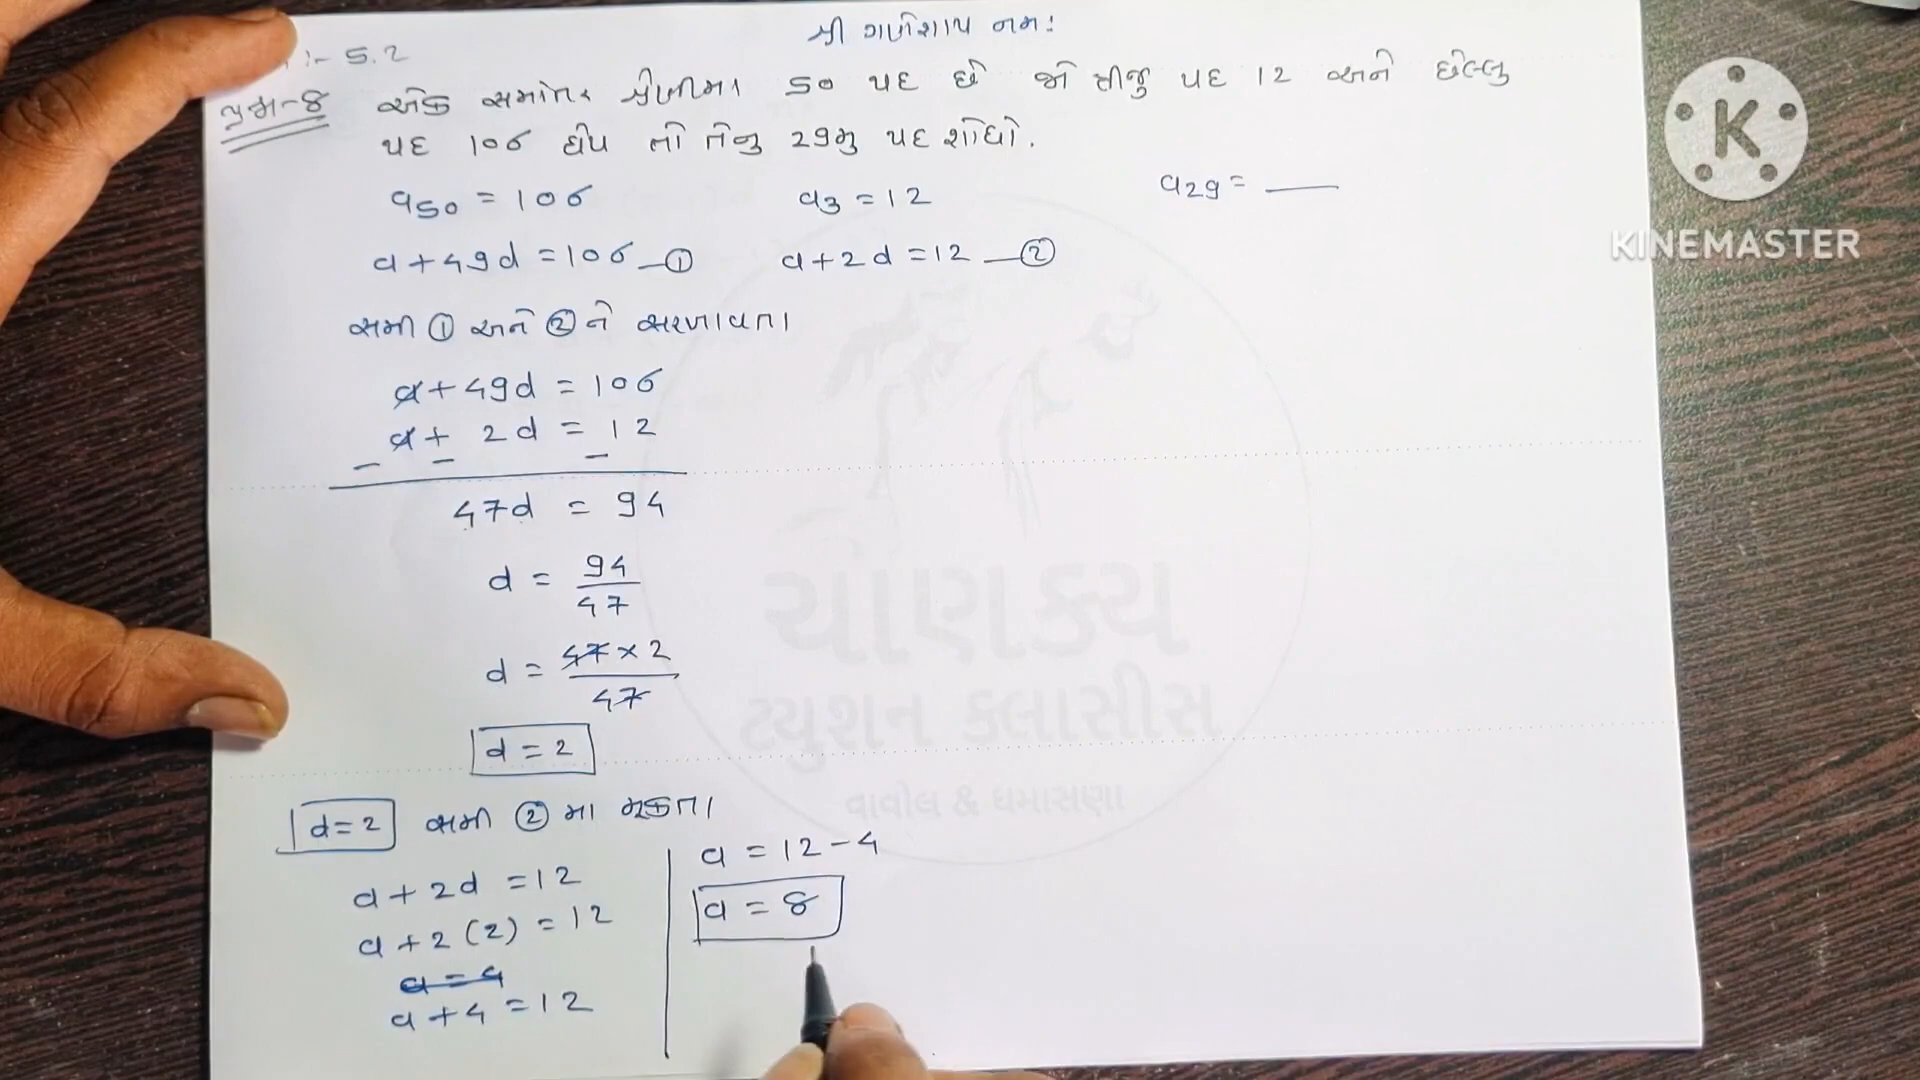 શ્રી ગણેશાય નમઃ
:- 5.2
પ્રશ્ન-8 એક સમાંતર શ્રેણીમાં 50 પદ છે જો ત્રીજુ પદ 12 અને છેલ્લુ
પદ 106 હોય તો તેનુ 29મુ પદ શોધો.
a50 = 106 a3 = 12 a29 = ___
a + 49d = 106 — ① a + 2d = 12 — ②
સમી ① અને ② ને સરખાવતા
a + 49d = 106
a + 2d = 12
47d = 94
d = 94/47
d = 47 × 2/47
d = 2
d = 2 સમી ② મા મૂકતા
a + 2d = 12
a + 2 (2) = 12
a = 4
a + 4 = 12
a = 12 - 4
a = 8
ચાણક્ય
ટ્યુશન ક્લાસીસ
વાવોલ & ધમાસણા
K
KINEMASTER